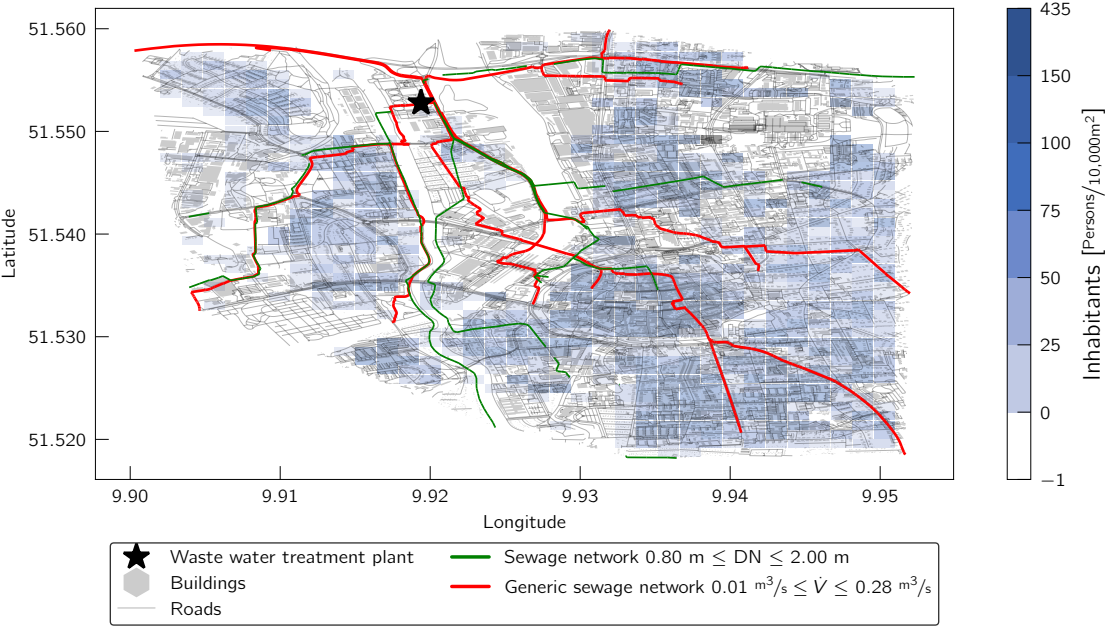 51.560
51.550
51.540
51.530
51.520
Latitude
9.90 9.91 9.92 9.93 9.94 9.95
Longitude
435
150
100
75
50
25
0
−1
Inhabitants [Persons/10,000m²]
Waste water treatment plant
Buildings
Roads
Sewage network 0.80 m ≤ DN ≤ 2.00 m
Generic sewage network 0.01 m³/s ≤ V̇ ≤ 0.28 m³/s